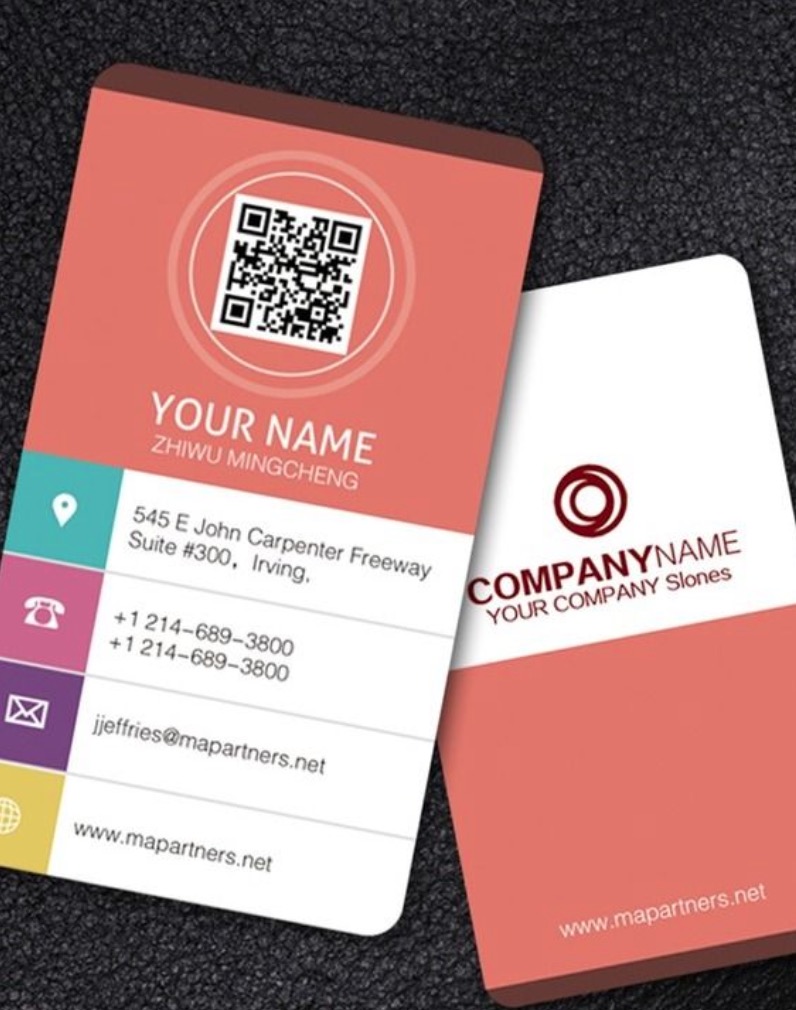 YOUR NAME
ZHIWU MINGCHENG
545 E John Carpenter Freeway
Suite #300，Irving,
+1 214-689-3800
+1 214-689-3800
jjeffries@mapartners.net
www.mapartners.net
COMPANYNAME
YOUR COMPANY Slones
www.mapartners.net